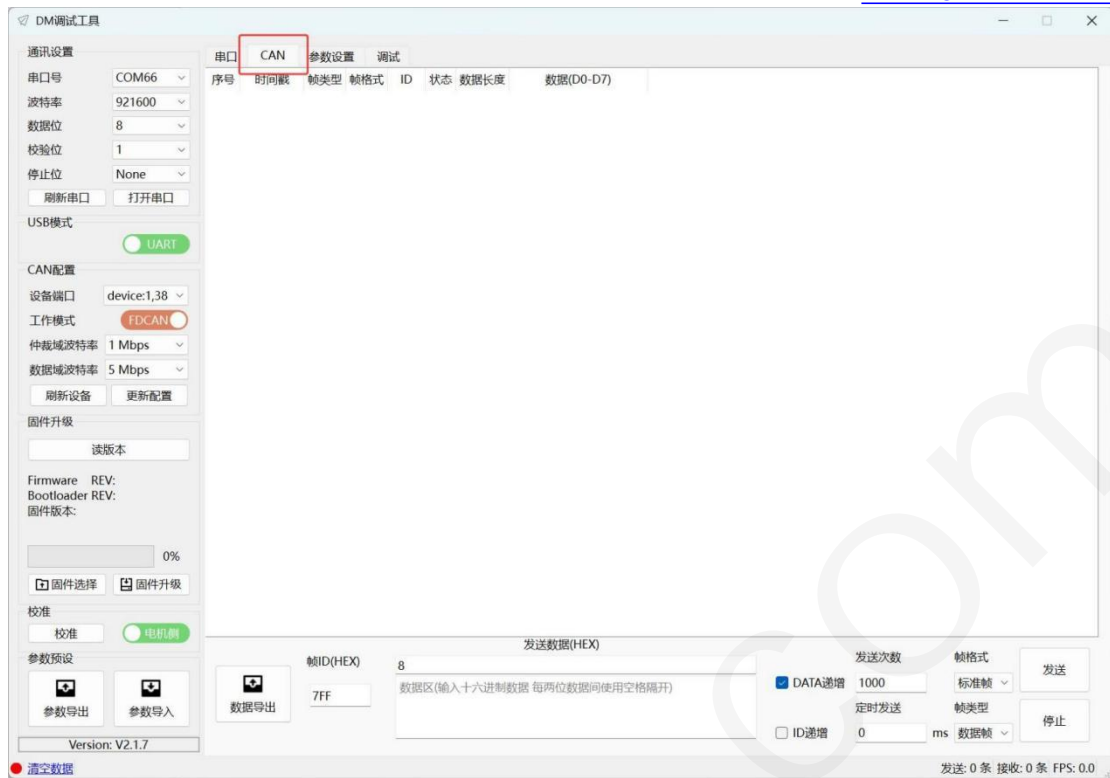 DM调试工具
通讯设置
串口号 COM66
波特率 921600
数据位 8
校验位 1
停止位 None
刷新串口 打开串口
USB模式
UART
CAN配置
设备端口 device:1,38
工作模式 FDCAN
仲裁域波特率 1 Mbps
数据域波特率 5 Mbps
刷新设备 更新配置
固件升级
读版本
Firmware REV:
Bootloader REV:
固件版本:
0%
固件选择 固件升级
校准
校准 电机侧
参数预设
参数导出 参数导入
Version: V2.1.7
清空数据
串口 CAN 参数设置 调试
序号 时间戳 帧类型 帧格式 ID 状态 数据长度 数据(D0-D7)
发送数据(HEX)
数据导出
帧ID(HEX)
7FF
8
数据区(输入十六进制数据 每两位数据间使用空格隔开)
DATA递增
ID递增
发送次数
1000
定时发送
0 ms
帧格式
标准帧
帧类型
数据帧
发送
停止
发送: 0 条 接收: 0 条 FPS: 0.0
com